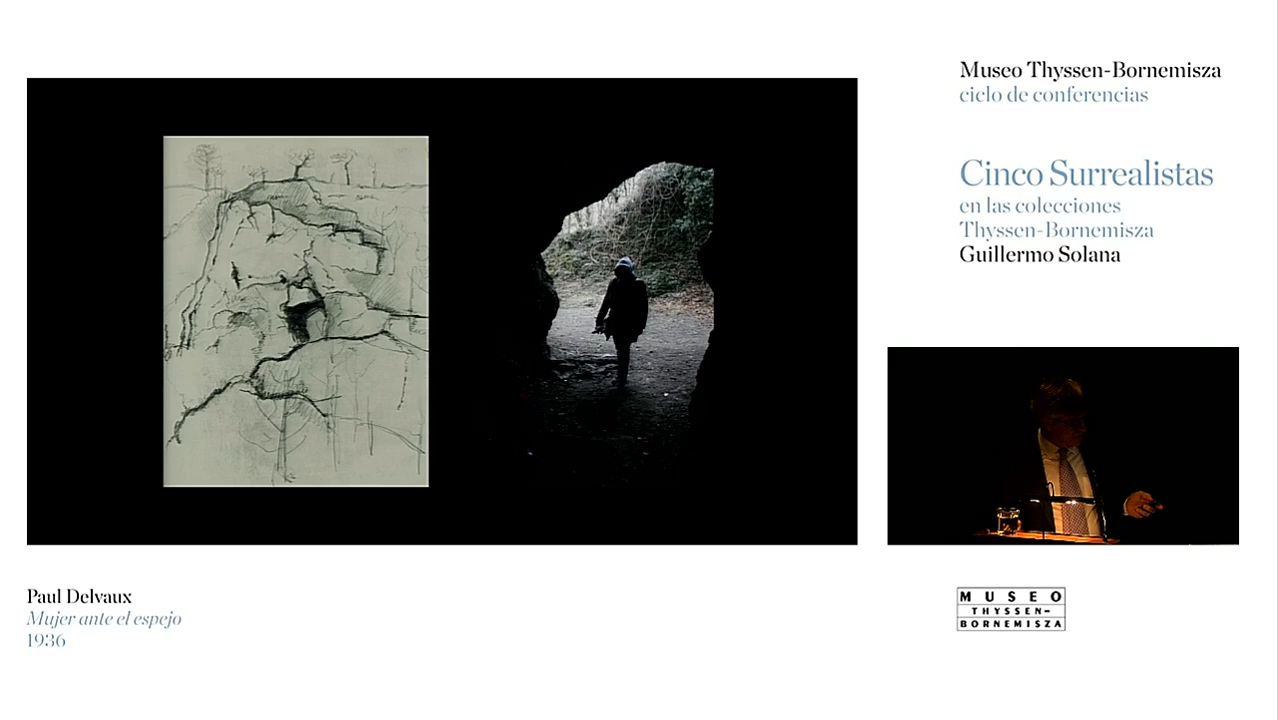 Museo Thyssen-Bornemisza
ciclo de conferencias
Cinco Surrealistas
en las colecciones
Thyssen-Bornemisza
Guillermo Solana
Paul Delvaux
Mujer ante el espejo
1936
MUSEO
THYSSEN-
BORNEMISZA